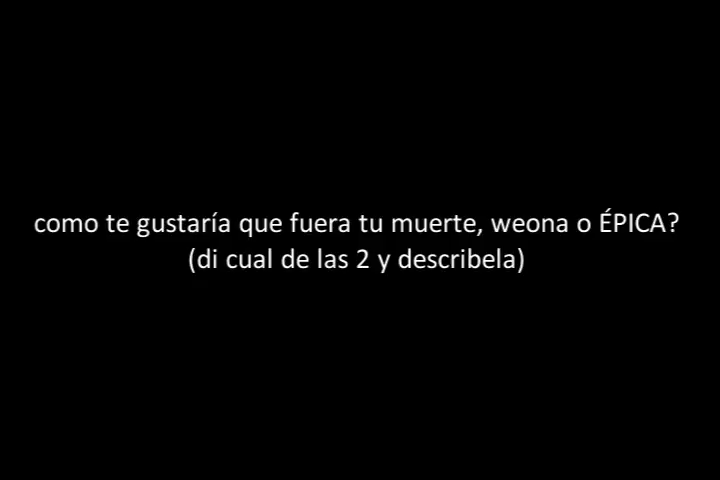 como te gustaría que fuera tu muerte, weona o ÉPICA?
(di cual de las 2 y describela)